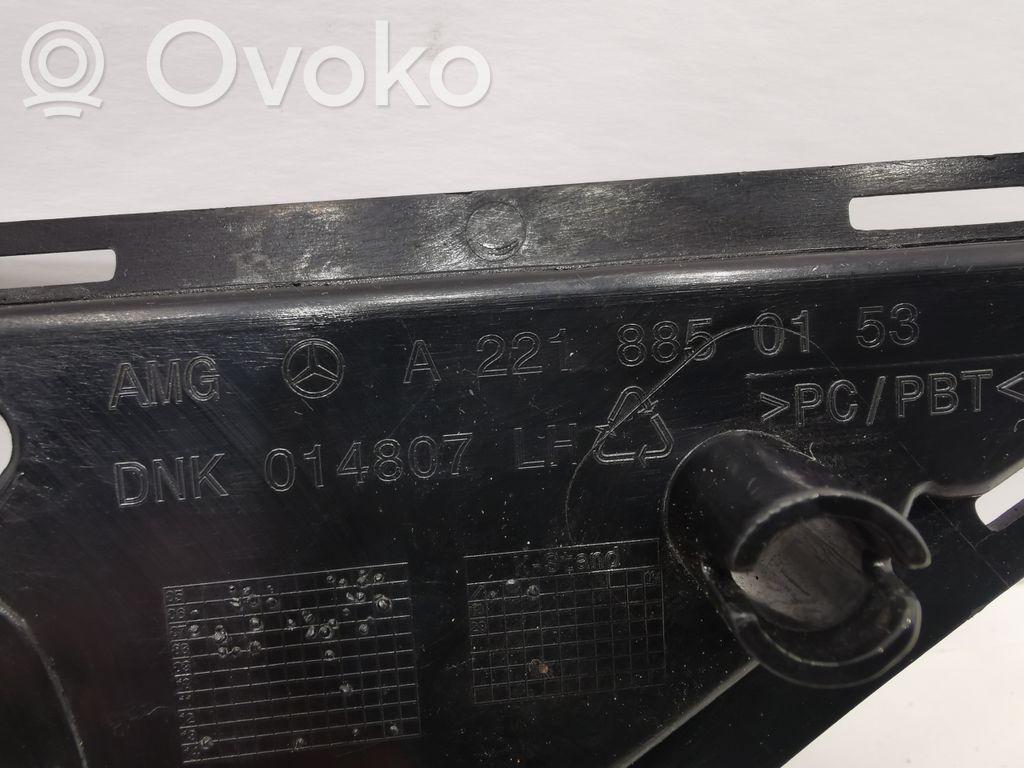 Ovoko
AMG A 221 885 01 53
>PC/PBT<
DNK 014807 LH